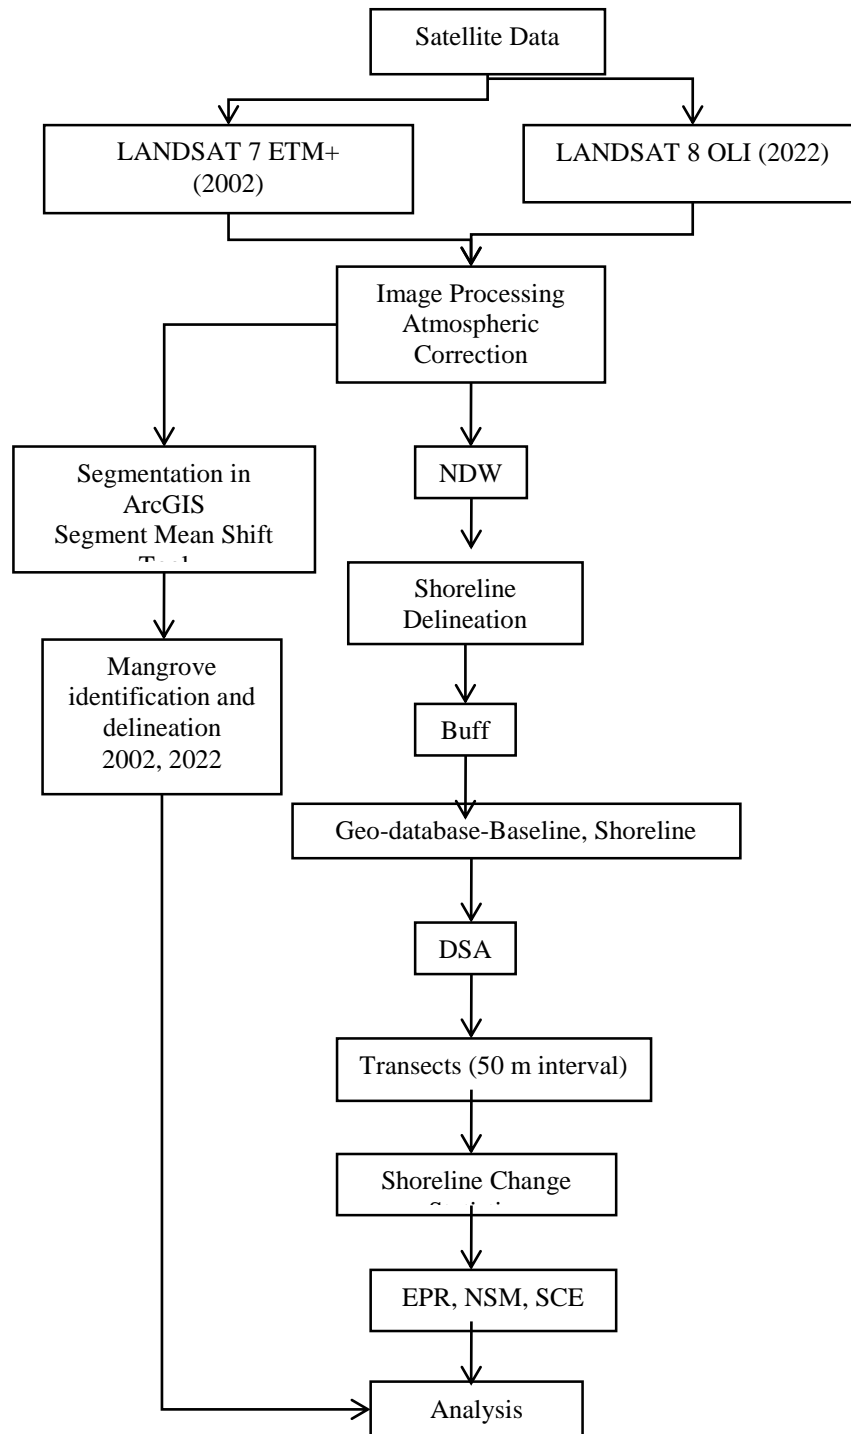 Satellite Data
LANDSAT 7 ETM+
(2002)
LANDSAT 8 OLI (2022)
Image Processing
Atmospheric
Correction
Segmentation in
ArcGIS
Segment Mean Shift
NDW
Shoreline
Delineation
Mangrove
identification and
delineation
2002, 2022
Buff
Geo-database-Baseline, Shoreline
DSA
Transects (50 m interval)
Shoreline Change
EPR, NSM, SCE
Analysis